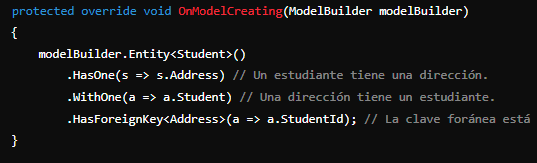 protected override void OnModelCreating(ModelBuilder modelBuilder)
{
modelBuilder.Entity<Student>()
.HasOne(s => s.Address) // Un estudiante tiene una dirección.
.WithOne(a => a.Student) // Una dirección tiene un estudiante.
.HasForeignKey<Address>(a => a.StudentId); // La clave foránea está
}